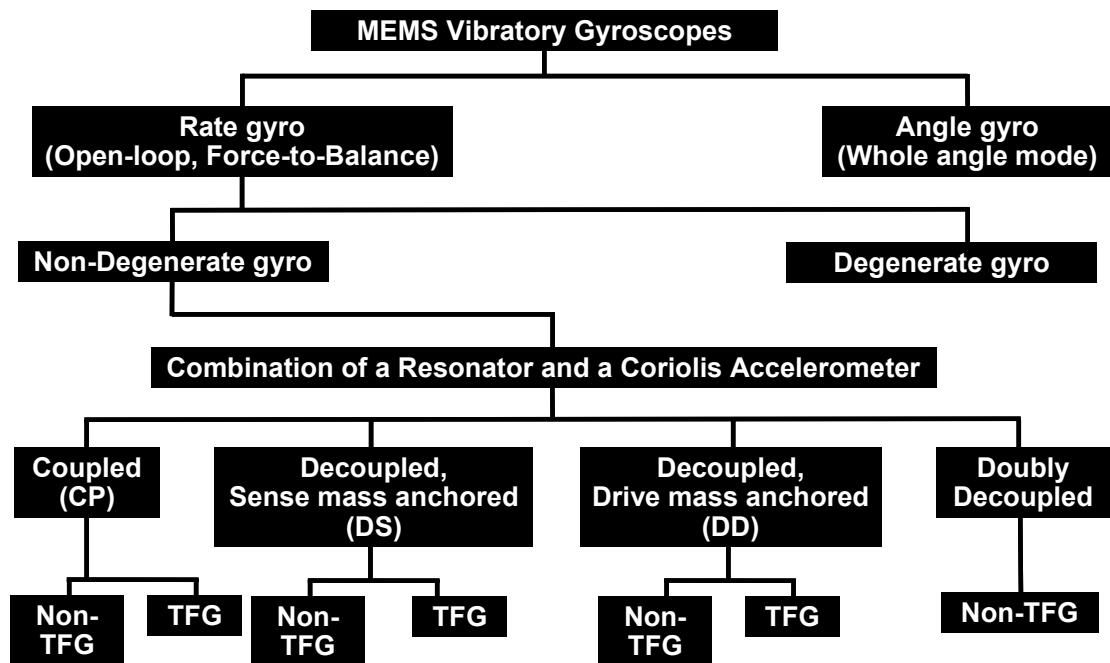 MEMS Vibratory Gyroscopes
Rate gyro
(Open-loop, Force-to-Balance)
Angle gyro
(Whole angle mode)
Non-Degenerate gyro
Degenerate gyro
Combination of a Resonator and a Coriolis Accelerometer
Coupled
(CP)
Decoupled,
Sense mass anchored
(DS)
Decoupled,
Drive mass anchored
(DD)
Doubly
Decoupled
Non-
TFG
TFG
Non-
TFG
TFG
Non-
TFG
TFG
Non-TFG